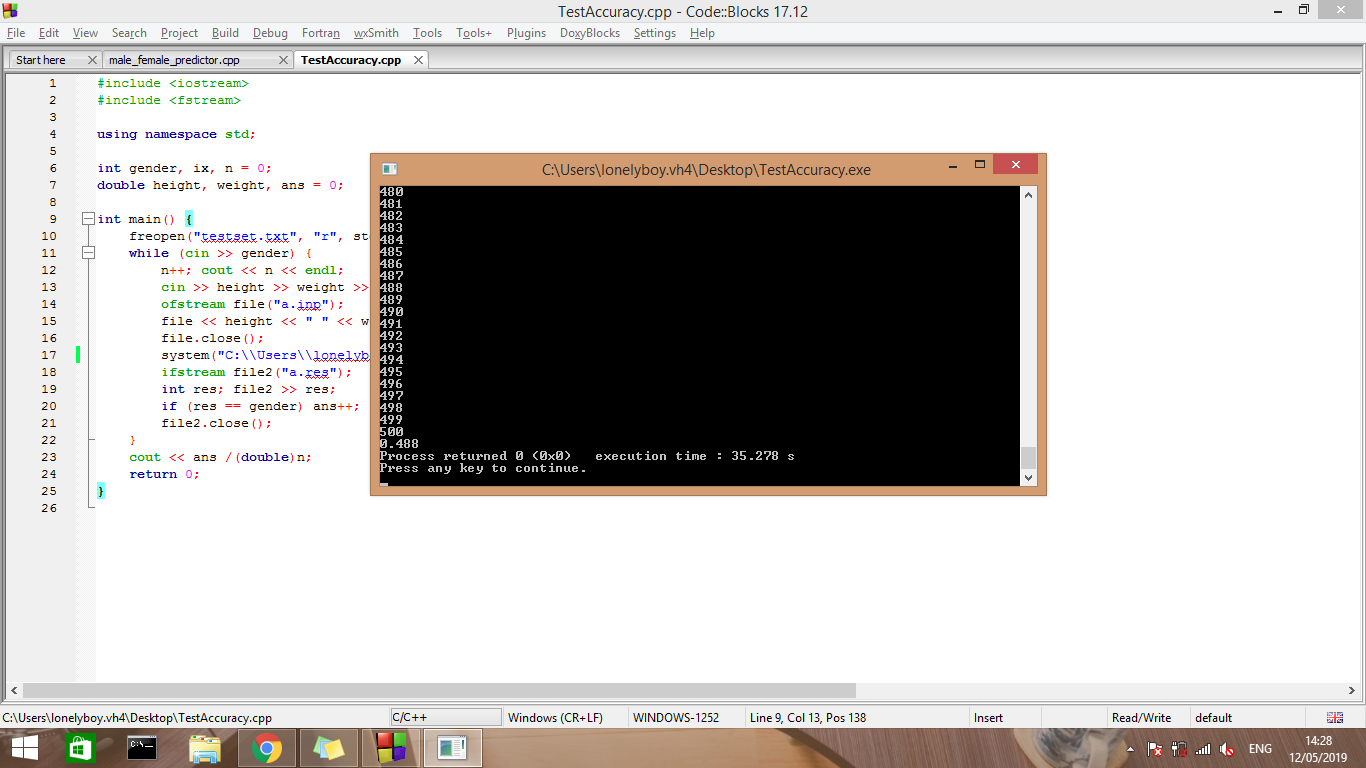 TestAccuracy.cpp - Code::Blocks 17.12
File Edit View Search Project Build Debug Fortran wxSmith Tools Tools+ Plugins DoxyBlocks Settings Help
Start here male_female_predictor.cpp TestAccuracy.cpp
1 #include <iostream>
2 #include <fstream>
3
4 using namespace std;
5
6 int gender, ix, n = 0;
7 double height, weight, ans = 0;
8
9 int main() {
10 freopen("testset.txt", "r", st
11 while (cin >> gender) {
12 n++; cout << n << endl;
13 cin >> height >> weight >>
14 ofstream file("a.inp");
15 file << height << " " << w
16 file.close();
17 system("C:\\Users\\lonelyb
18 ifstream file2("a.res");
19 int res; file2 >> res;
20 if (res == gender) ans++;
21 file2.close();
22 }
23 cout << ans /(double)n;
24 return 0;
25 }
26
C:\Users\lonelyboy.vh4\Desktop\TestAccuracy.exe
480
481
482
483
484
485
486
487
488
489
490
491
492
493
494
495
496
497
498
499
500
0.488
Process returned 0 (0x0) execution time : 35.278 s
Press any key to continue.
C:\Users\lonelyboy.vh4\Desktop\TestAccuracy.cpp C/C++ Windows (CR+LF) WINDOWS-1252 Line 9, Col 13, Pos 138 Insert Read/Write default
C:\_
ENG
14:28
12/05/2019